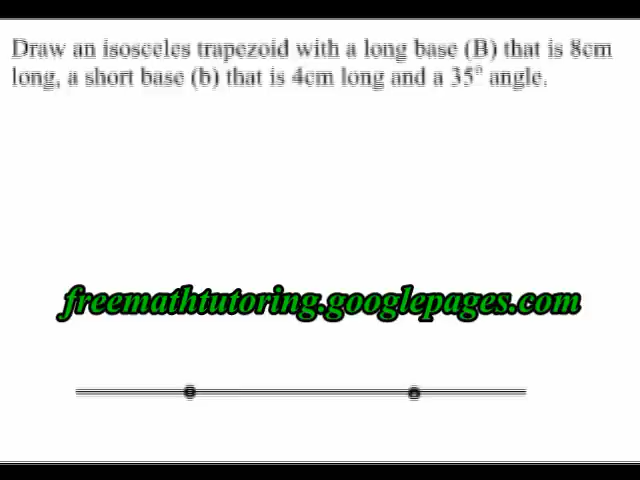 Draw an isosceles trapezoid with a long base (B) that is 8cm
long, a short base (b) that is 4cm long and a 35° angle.
freemathtutoring.googlepages.com